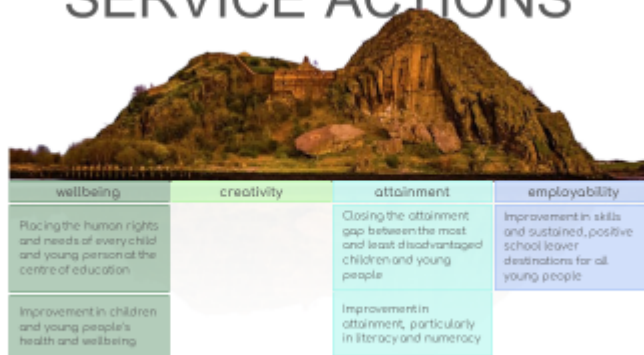 SERVICE ACTIONS
wellbeing
creativity
attainment
employability
Placing the human rights
and needs of every child
and young person at the
centre of education
Improvement in children
and young people's
health and wellbeing
Closing the attainment
gap between the most
and least disadvantaged
children and young
people
Improvement in
attainment, particularly
in literacy and numeracy
Improvement in skills
and sustained, positive
school leaver
destinations for all
young people